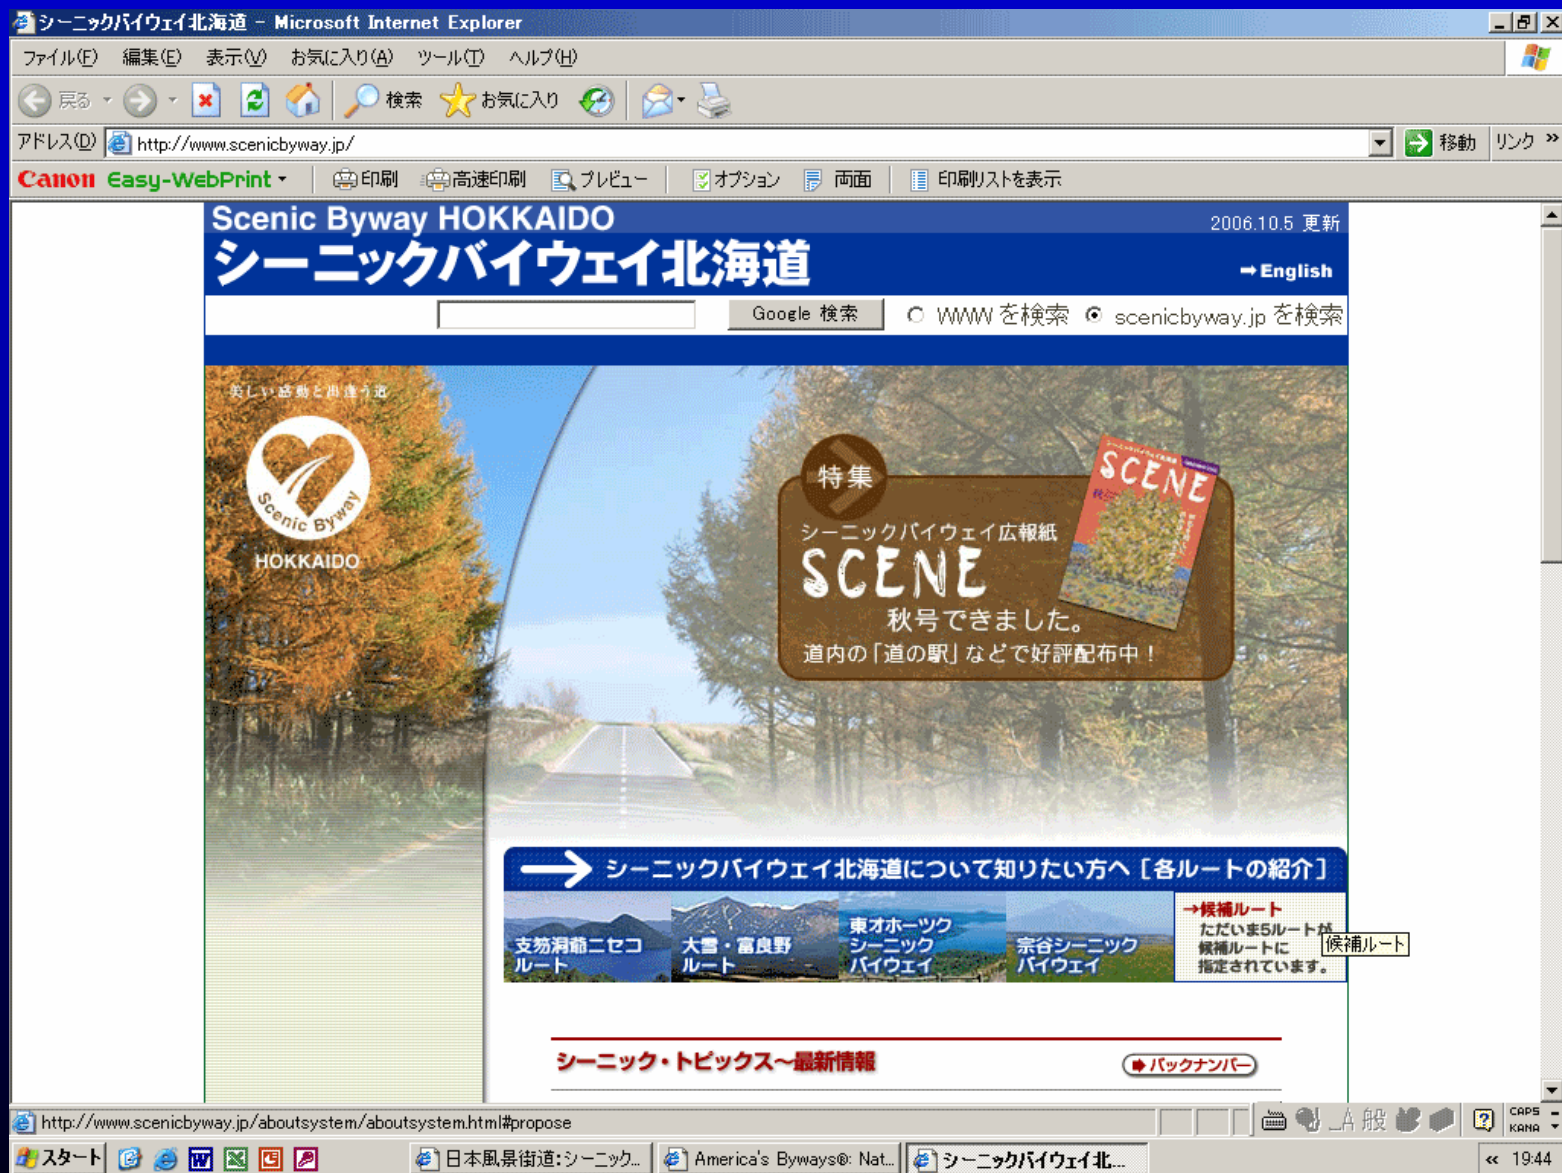 シーニックバイウェイ北海道 - Microsoft Internet Explorer
ファイル(F) 編集(E) 表示(V) お気に入り(A) ツール(T) ヘルプ(H)
戻る 検索 お気に入り
アドレス(D) http://www.scenicbyway.jp/ 移動 リンク »
Canon Easy-WebPrint 印刷 高速印刷 プレビュー オプション 両面 印刷リストを表示
Scenic Byway HOKKAIDO
2006.10.5 更新
シーニックバイウェイ北海道
➡English
Google 検索 WWW を検索 scenicbyway.jp を検索
美しい感動と出逢う道
Scenic Byway
HOKKAIDO
特集
シーニックバイウェイ広報紙
SCENE
秋号できました。
道内の「道の駅」などで好評配布中！
SCENE
シーニックバイウェイ北海道について知りたい方へ［各ルートの紹介］
支笏洞爺ニセコ
ルート
大雪・富良野
ルート
東オホーツク
シーニック
バイウェイ
宗谷シーニック
バイウェイ
→候補ルート
ただいま5ルートが
候補ルートに
指定されています。
候補ルート
シーニック・トピックス～最新情報
バックナンバー
http://www.scenicbyway.jp/aboutsystem/aboutsystem.html#propose
A 般
CAPS
KANA
スタート
日本風景街道:シーニック...
America's Byways®: Nat...
シーニックバイウェイ北...
« 19:44